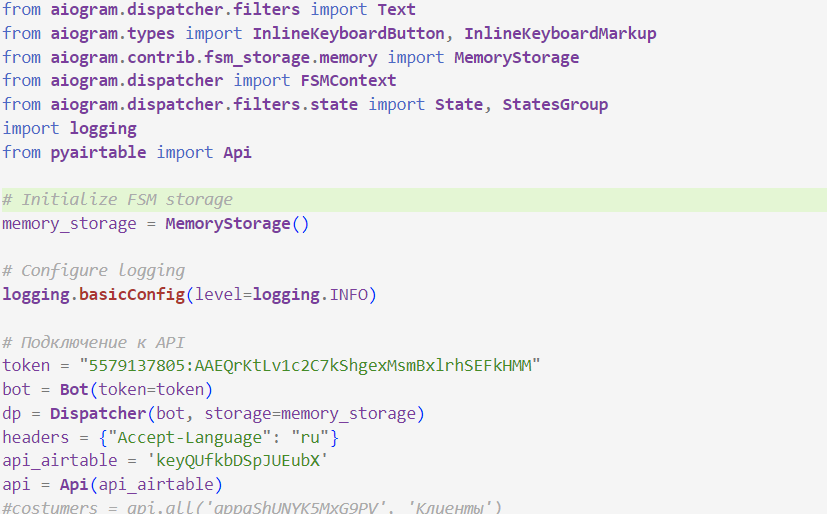 from aiogram.dispatcher.filters import Text
from aiogram.types import InlineKeyboardButton, InlineKeyboardMarkup
from aiogram.contrib.fsm_storage.memory import MemoryStorage
from aiogram.dispatcher import FSMContext
from aiogram.dispatcher.filters.state import State, StatesGroup
import logging
from pyairtable import Api
# Initialize FSM storage
memory_storage = MemoryStorage()
# Configure logging
logging.basicConfig(level=logging.INFO)
# Подключение к API
token = "5579137805:AAEQrKtLv1c2C7kShgexMsmBxlrhSEFkHMM"
bot = Bot(token=token)
dp = Dispatcher(bot, storage=memory_storage)
headers = {"Accept-Language": "ru"}
api_airtable = 'keyQUfkbDSpJUEubX'
api = Api(api_airtable)
#costumers = api.all('appaShUNYK5MxG9PV', 'Клиенты')